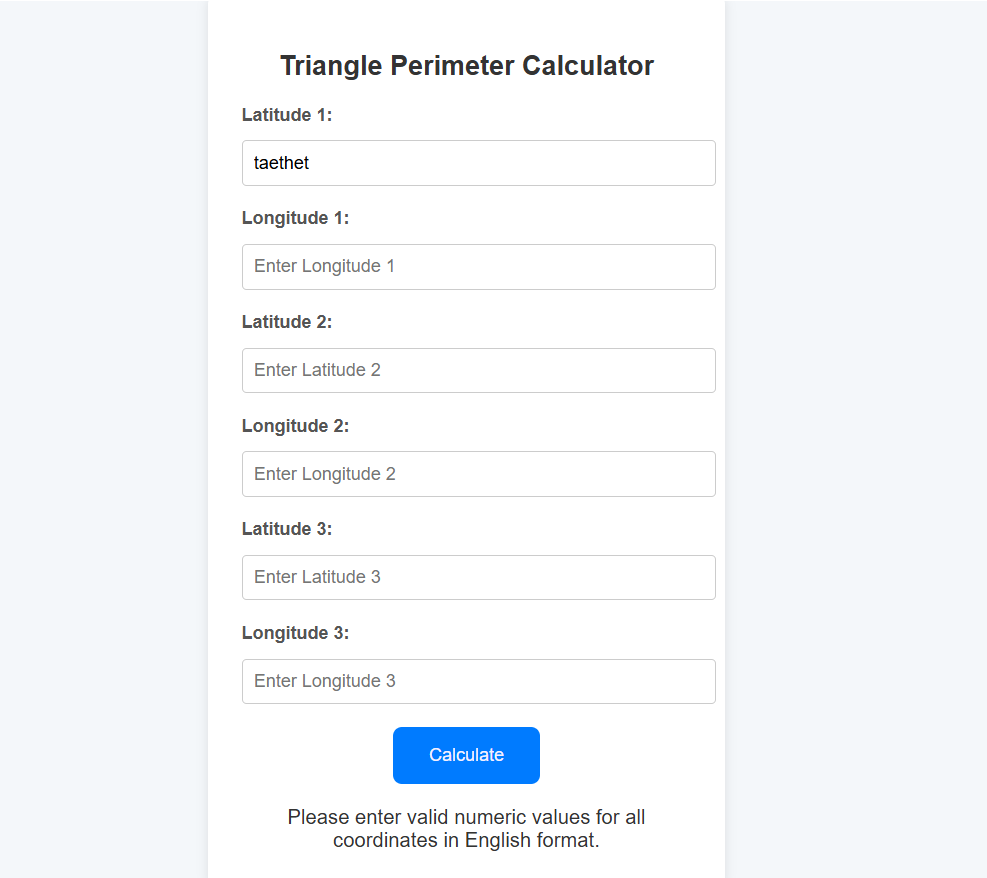 Triangle Perimeter Calculator
Latitude 1:
taethet
Longitude 1:
Enter Longitude 1
Latitude 2:
Enter Latitude 2
Longitude 2:
Enter Longitude 2
Latitude 3:
Enter Latitude 3
Longitude 3:
Enter Longitude 3
Calculate
Please enter valid numeric values for all
coordinates in English format.